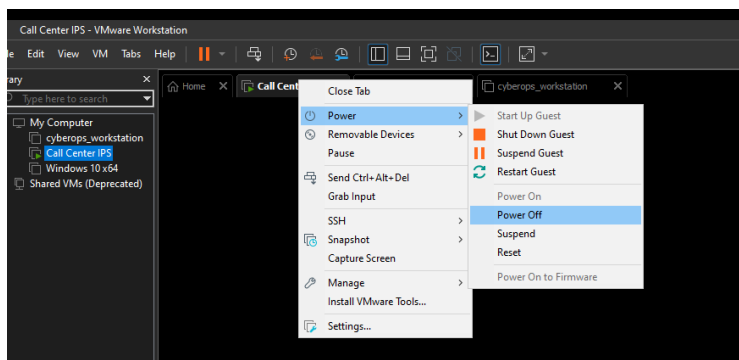 Call Center IPS - VMware Workstation
le Edit View VM Tabs Help
rary ×
Type here to search
My Computer
cyberops_workstation
Call Center IPS
Windows 10 x64
Shared VMs (Deprecated)
Home
Call Cent
cyberops_workstation
Close Tab
Power
Removable Devices
Pause
Send Ctrl+Alt+Del
Grab Input
SSH
Snapshot
Capture Screen
Manage
Install VMware Tools...
Settings...
Start Up Guest
Shut Down Guest
Suspend Guest
Restart Guest
Power On
Power Off
Suspend
Reset
Power On to Firmware